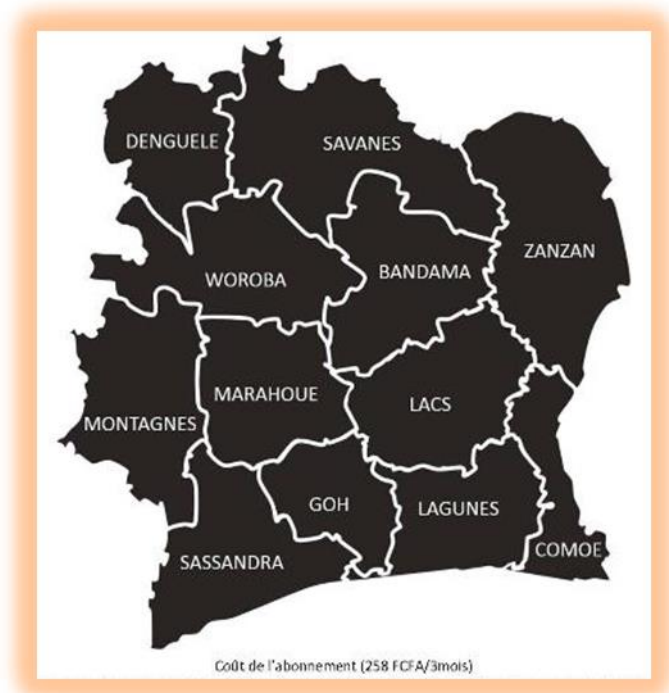 DENGUELE
SAVANES
ZANZAN
WOROBA
BANDAMA
MARAHOUE
LACS
MONTAGNES
GOH
LAGUNES
COMOE
SASSANDRA
Coût de l'abonnement (258 FCFA/3mois)